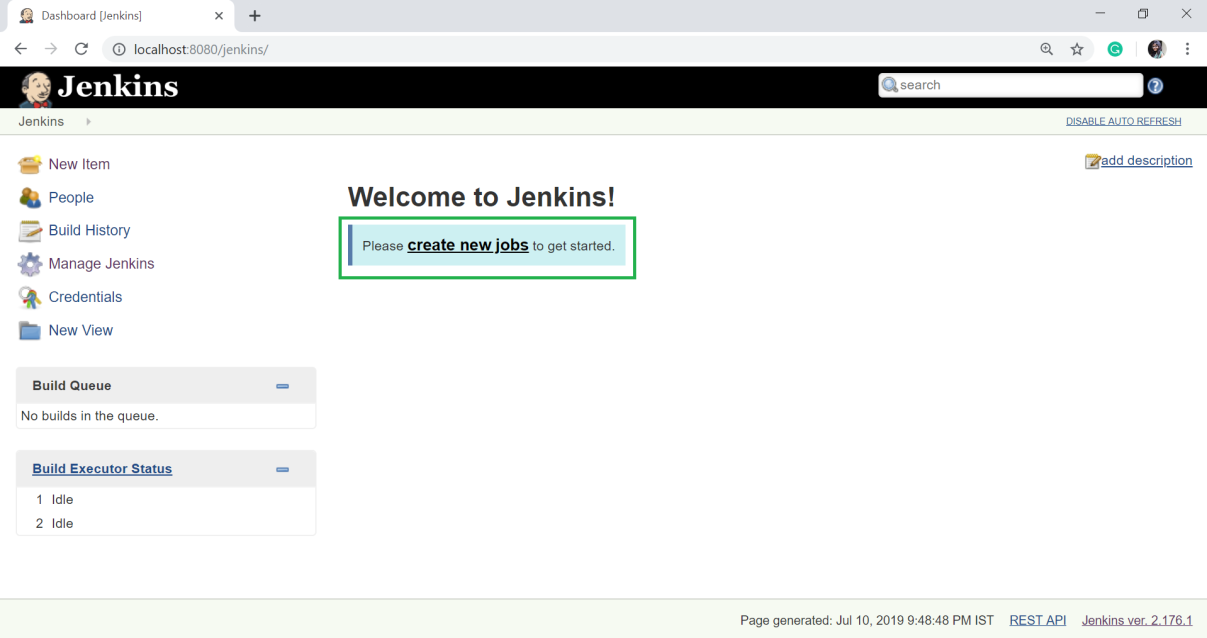 Dashboard [Jenkins]
localhost:8080/jenkins/
Jenkins
search
Jenkins
DISABLE AUTO REFRESH
New Item
People
Build History
Manage Jenkins
Credentials
New View
Build Queue
No builds in the queue.
Build Executor Status
1 Idle
2 Idle
add description
Welcome to Jenkins!
Please create new jobs to get started.
Page generated: Jul 10, 2019 9:48:48 PM IST REST API Jenkins ver. 2.176.1